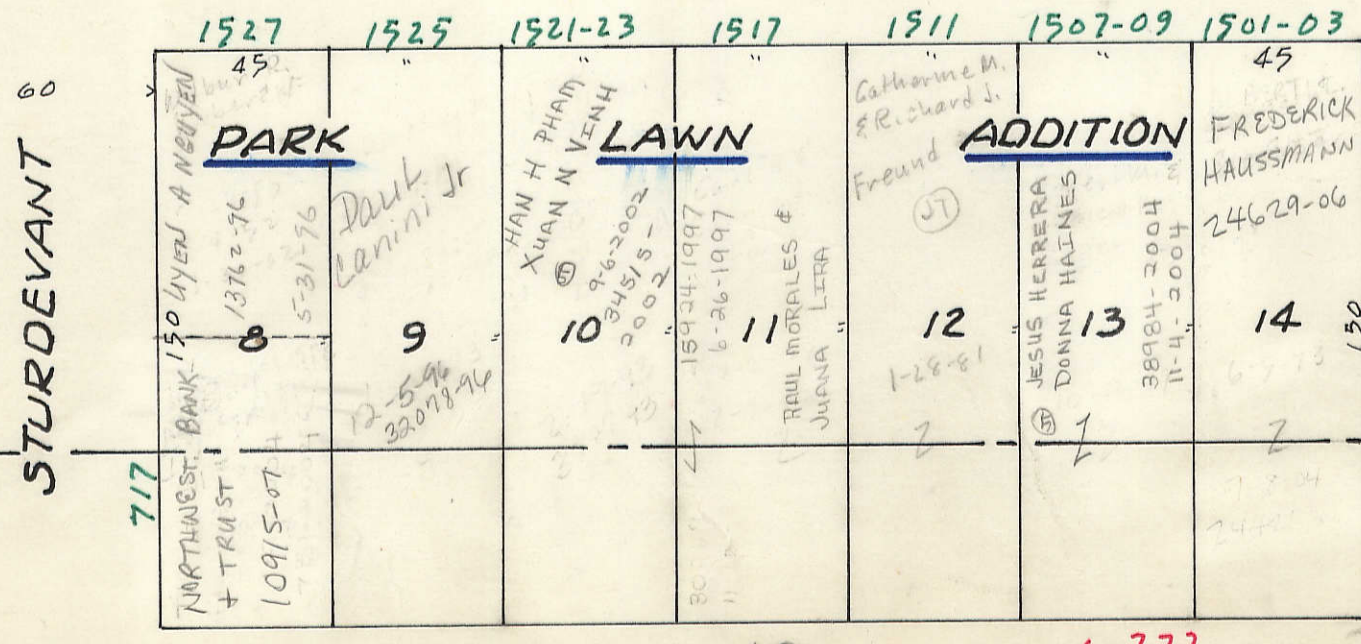 1527 1525 1521-23 1517 1511 1507-09 1501-03
60
45 " " " " " 45
STURDEVANT
PARK LAWN ADDITION
UYEN A NGUYEN
150
13762-96
5-31-96
8
NORTHWEST BANK
+ TRUST
10915-07
717
Paul
Canini Jr
9
12-5-96
32078-96
HAN H PHAM
XUAN N VINH
JT
9-6-2002
34515-
2002
10
15924-1997
6-26-1997
11
RAUL MORALES &
JUANA LIRA
Catherine M.
& Richard J.
Freund
JT
12
1-28-81
JESUS HERRERA
DONNA HAINES
JT
13
38984-2004
11-4-2004
FREDERICK
HAUSSMANN
24629-06
14
150